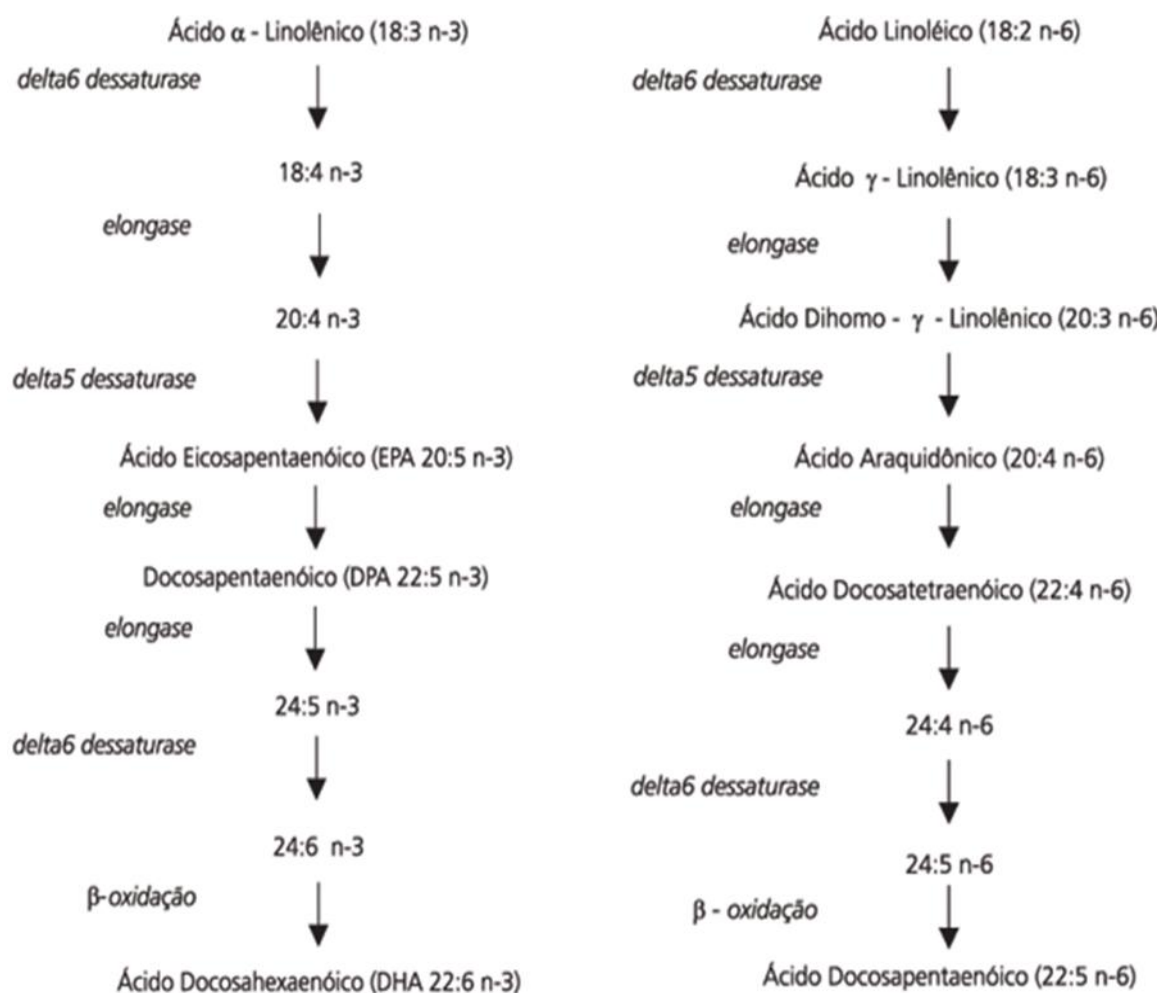 Ácido α - Linolênico (18:3 n-3)
delta6 dessaturase
18:4 n-3
elongase
20:4 n-3
delta5 dessaturase
Ácido Eicosapentaenóico (EPA 20:5 n-3)
elongase
Docosapentaenóico (DPA 22:5 n-3)
elongase
24:5 n-3
delta6 dessaturase
24:6 n-3
β-oxidação
Ácido Docosahexaenóico (DHA 22:6 n-3)
Ácido Linoléico (18:2 n-6)
delta6 dessaturase
Ácido γ - Linolênico (18:3 n-6)
elongase
Ácido Dihomo - γ - Linolênico (20:3 n-6)
delta5 dessaturase
Ácido Araquidônico (20:4 n-6)
elongase
Ácido Docosatetraenóico (22:4 n-6)
elongase
24:4 n-6
delta6 dessaturase
24:5 n-6
β - oxidação
Ácido Docosapentaenóico (22:5 n-6)